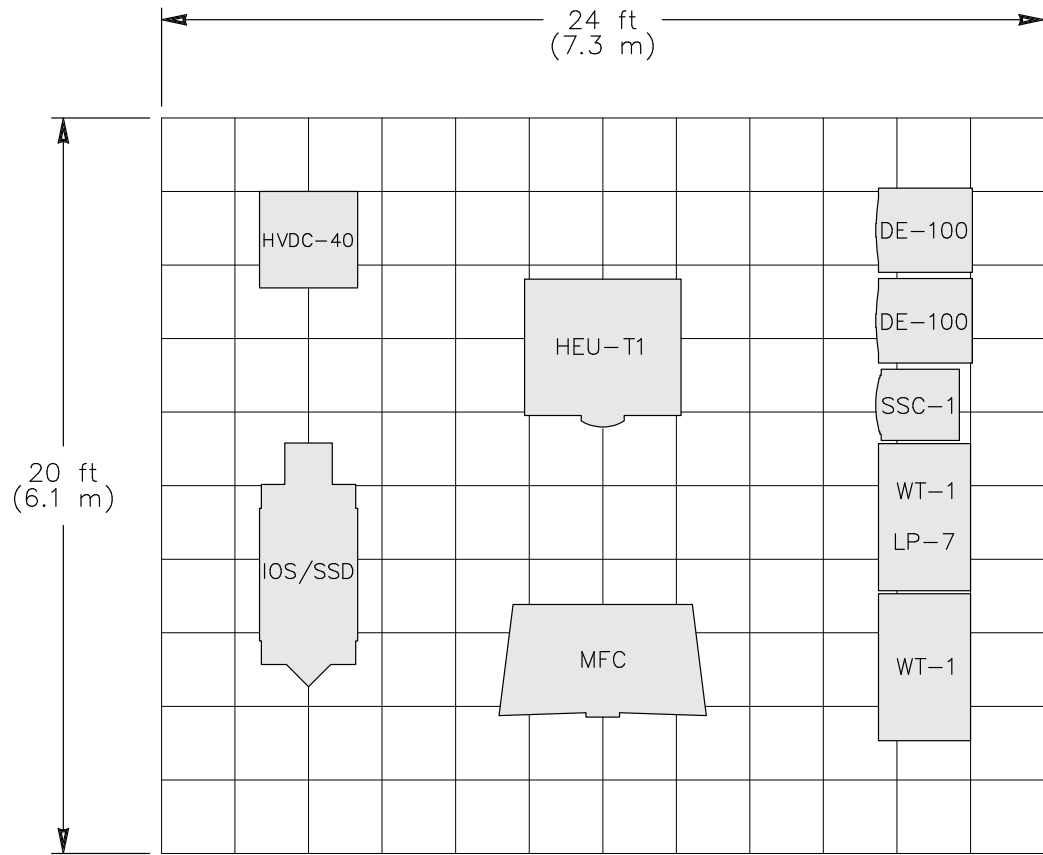 24 ft
(7.3 m)
20 ft
(6.1 m)
HVDC-40
HEU-T1
IOS/SSD
MFC
DE-100
DE-100
SSC-1
WT-1
LP-7
WT-1